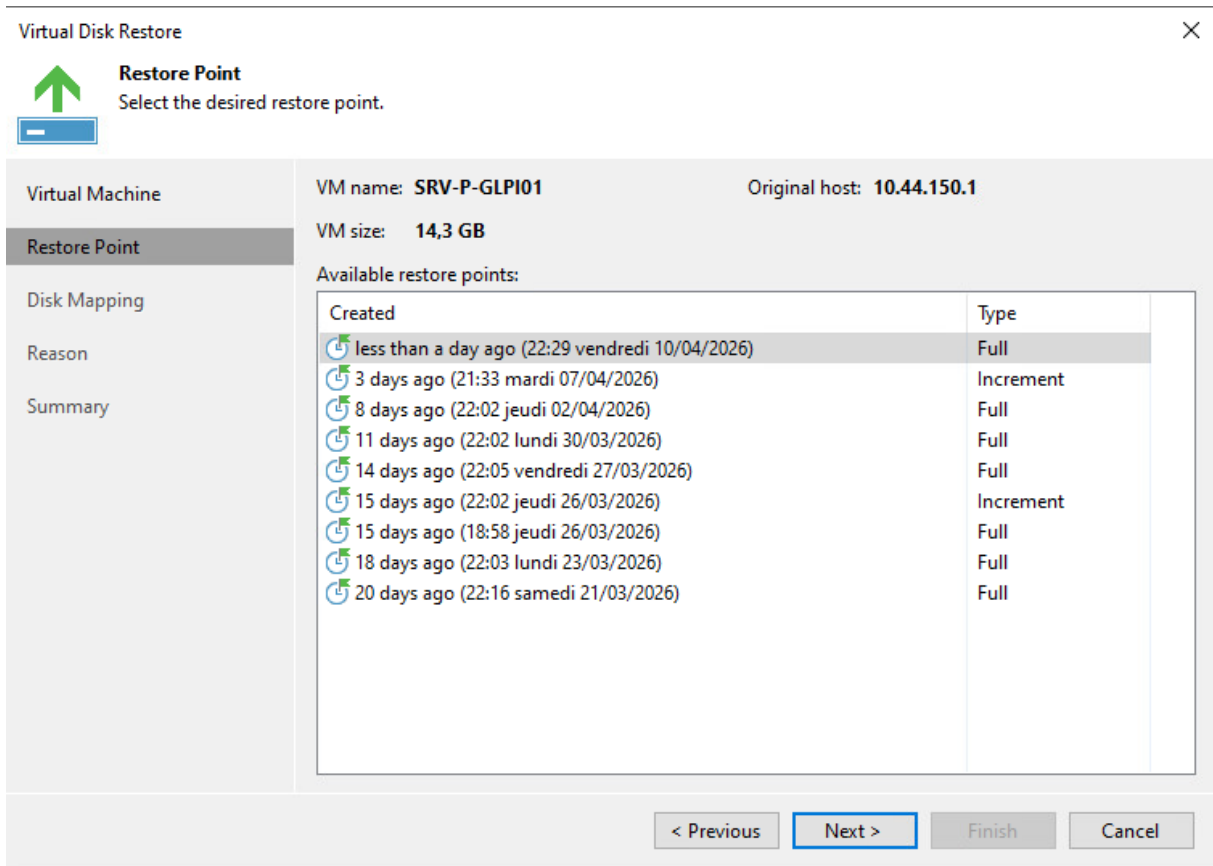 Virtual Disk Restore
Restore Point
Select the desired restore point.
Virtual Machine
Restore Point
Disk Mapping
Reason
Summary
VM name: SRV-P-GLPI01 Original host: 10.44.150.1
VM size: 14,3 GB
Available restore points:
Created Type
less than a day ago (22:29 vendredi 10/04/2026) Full
3 days ago (21:33 mardi 07/04/2026) Increment
8 days ago (22:02 jeudi 02/04/2026) Full
11 days ago (22:02 lundi 30/03/2026) Full
14 days ago (22:05 vendredi 27/03/2026) Full
15 days ago (22:02 jeudi 26/03/2026) Increment
15 days ago (18:58 jeudi 26/03/2026) Full
18 days ago (22:03 lundi 23/03/2026) Full
20 days ago (22:16 samedi 21/03/2026) Full
< Previous Next > Finish Cancel